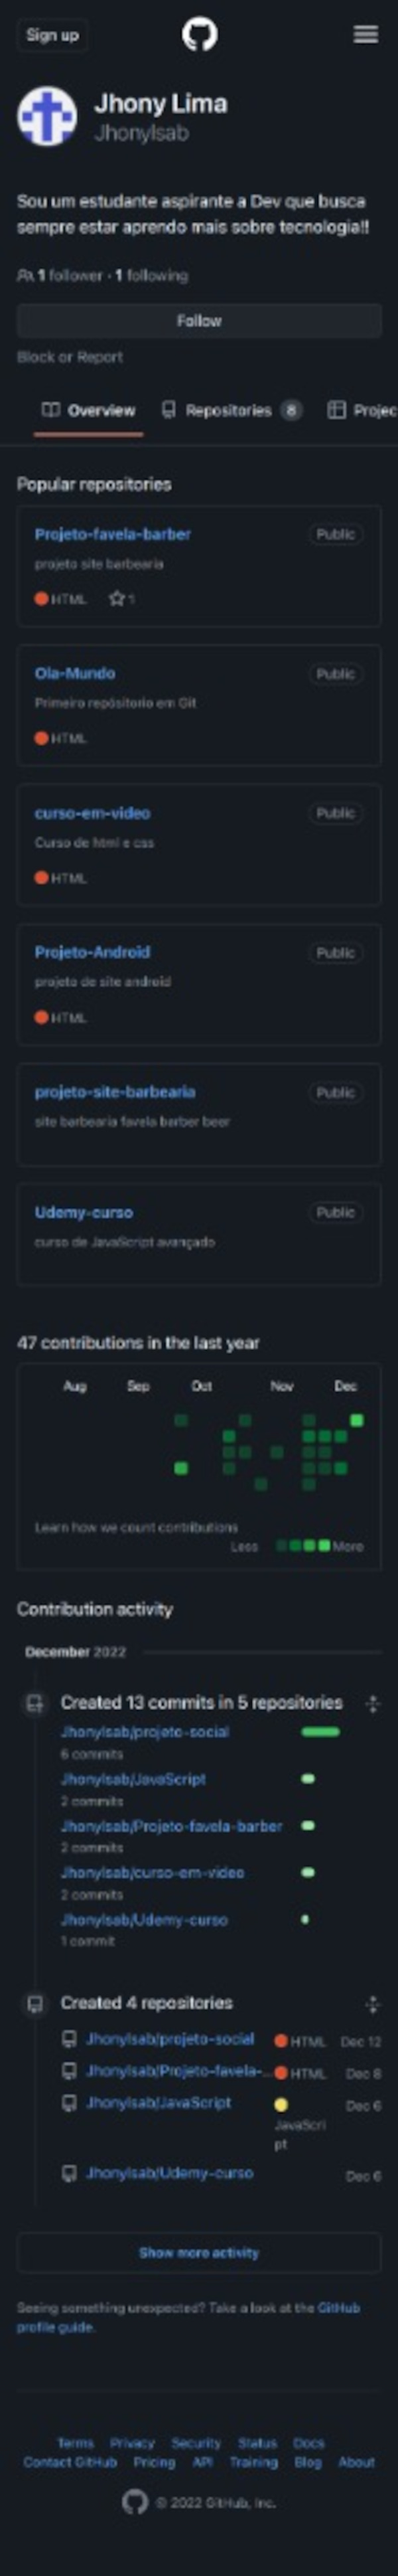 Sign up
Jhony Lima
Jhonylsab
Sou um estudante aspirante a Dev que busca
sempre estar aprendo mais sobre tecnologia!!
1 follower · 1 following
Follow
Block or Report
Overview Repositories 8 Projec
Popular repositories
Projeto-favela-barber Public
projeto site barbearia
HTML 1
Ola-Mundo Public
Primeiro repósitorio em Git
HTML
curso-em-video Public
Curso de html e css
HTML
Projeto-Android Public
projeto de site android
HTML
projeto-site-barbearia Public
site barbearia favela barber beer
Udemy-curso Public
curso de JavaScript avançado
47 contributions in the last year
Aug Sep Oct Nov Dec
Learn how we count contributions
Less More
Contribution activity
December 2022
Created 13 commits in 5 repositories
Jhonylsab/projeto-social
6 commits
Jhonylsab/JavaScript
2 commits
Jhonylsab/Projeto-favela-barber
2 commits
Jhonylsab/curso-em-video
2 commits
Jhonylsab/Udemy-curso
1 commit
Created 4 repositories
Jhonylsab/projeto-social HTML Dec 12
Jhonylsab/Projeto-favela-... HTML Dec 8
Jhonylsab/JavaScript JavaScri Dec 6
pt
Jhonylsab/Udemy-curso Dec 6
Show more activity
Seeing something unexpected? Take a look at the GitHub
profile guide.
Terms Privacy Security Status Docs
Contact GitHub Pricing API Training Blog About
© 2022 GitHub, Inc.